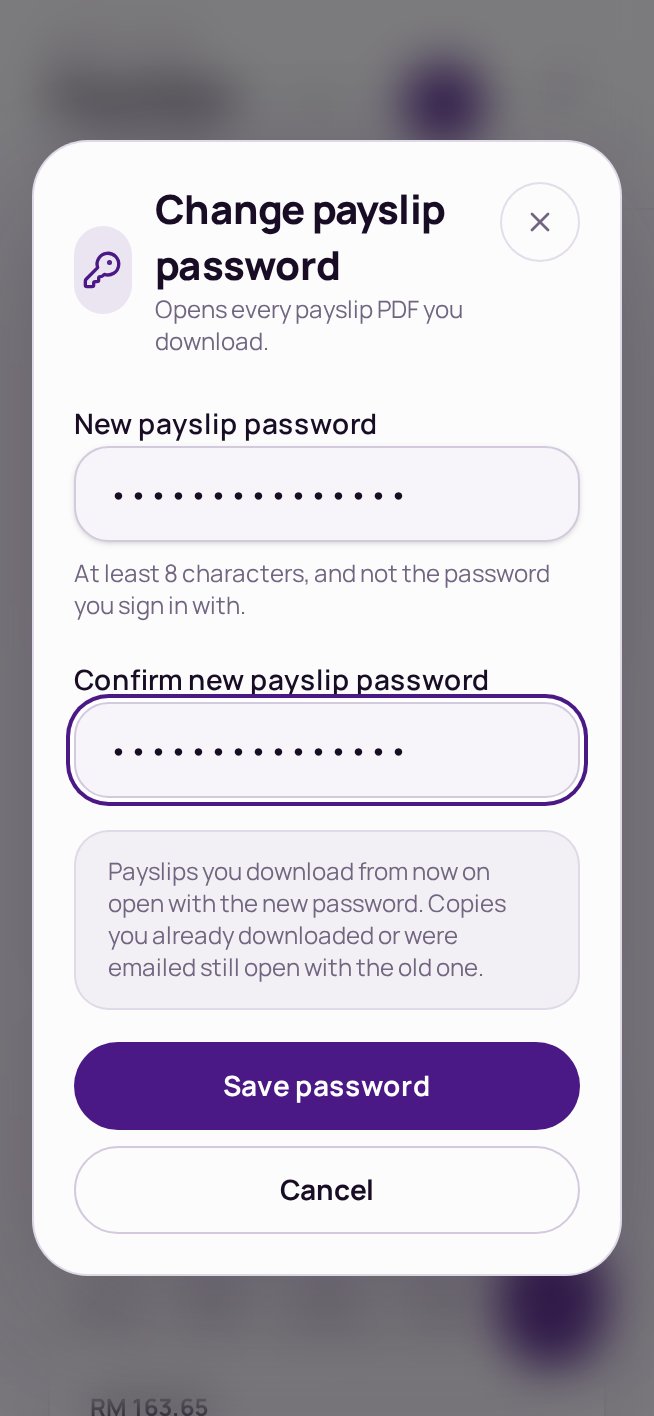 Change payslip
password
Opens every payslip PDF you
download.
New payslip password
•••••••••••••••
At least 8 characters, and not the password
you sign in with.
Confirm new payslip password
•••••••••••••••
Payslips you download from now on
open with the new password. Copies
you already downloaded or were
emailed still open with the old one.
Save password
Cancel
RM 163.65